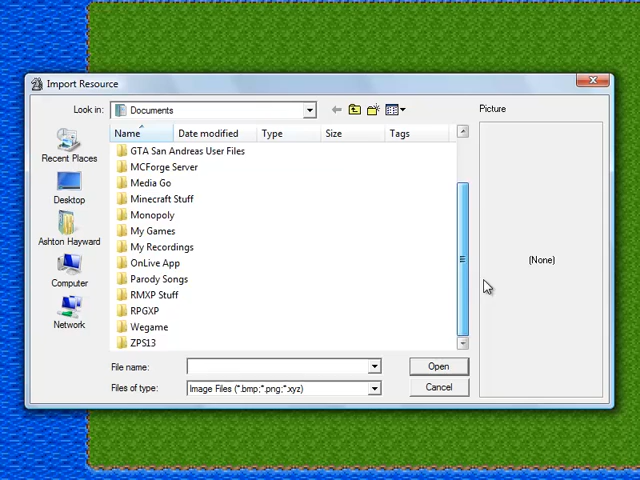 Import Resource
Look in:
Documents
Picture
Name
Date modified
Type
Size
Tags
Recent Places
Desktop
Ashton Hayward
Computer
Network
GTA San Andreas User Files
MCForge Server
Media Go
Minecraft Stuff
Monopoly
My Games
My Recordings
OnLive App
Parody Songs
RMXP Stuff
RPGXP
Wegame
ZPS13
(None)
File name:
Open
Files of type:
Image Files (*.bmp;*.png;*.xyz)
Cancel